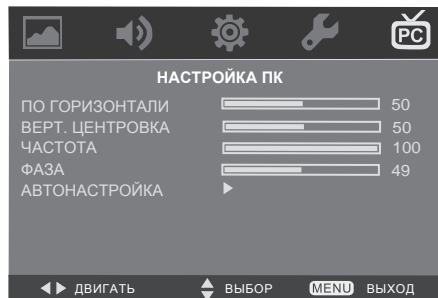 PC
НАСТРОЙКА ПК
ПО ГОРИЗОНТАЛИ 50
ВЕРТ. ЦЕНТРОВКА 50
ЧАСТОТА 100
ФАЗА 49
АВТОНАСТРОЙКА
ДВИГАТЬ ВЫБОР MENU ВЫХОД